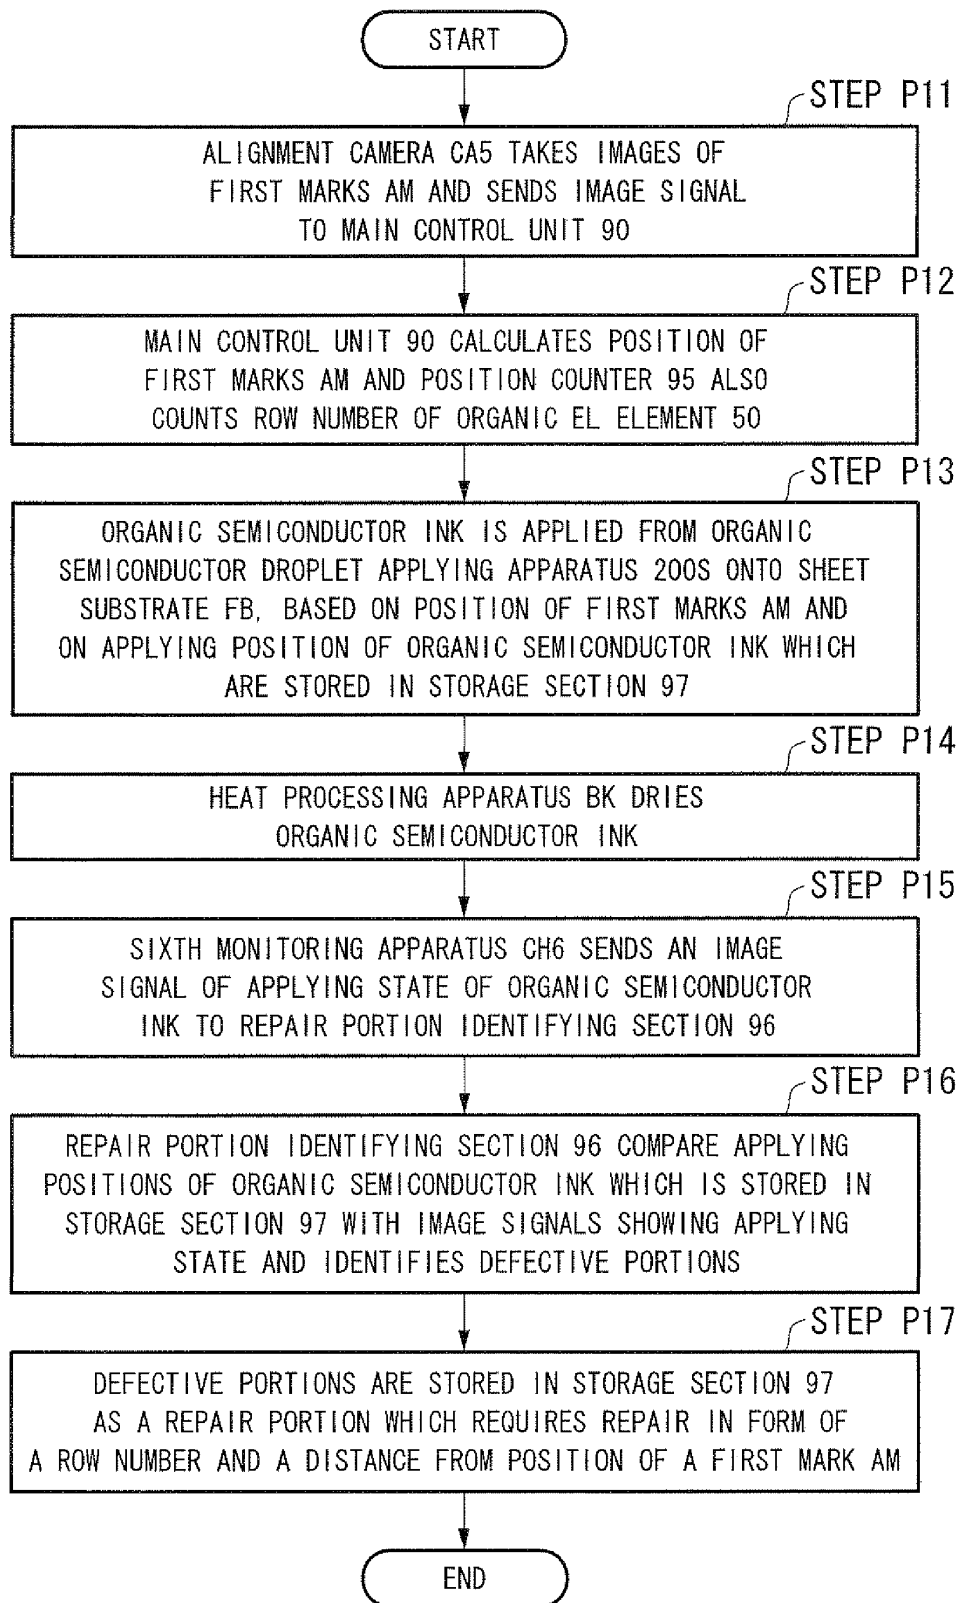 START
STEP P11
ALIGNMENT CAMERA CA5 TAKES IMAGES OF
FIRST MARKS AM AND SENDS IMAGE SIGNAL
TO MAIN CONTROL UNIT 90
STEP P12
MAIN CONTROL UNIT 90 CALCULATES POSITION OF
FIRST MARKS AM AND POSITION COUNTER 95 ALSO
COUNTS ROW NUMBER OF ORGANIC EL ELEMENT 50
STEP P13
ORGANIC SEMICONDUCTOR INK IS APPLIED FROM ORGANIC
SEMICONDUCTOR DROPLET APPLYING APPARATUS 200S ONTO SHEET
SUBSTRATE FB, BASED ON POSITION OF FIRST MARKS AM AND
ON APPLYING POSITION OF ORGANIC SEMICONDUCTOR INK WHICH
ARE STORED IN STORAGE SECTION 97
STEP P14
HEAT PROCESSING APPARATUS BK DRIES
ORGANIC SEMICONDUCTOR INK
STEP P15
SIXTH MONITORING APPARATUS CH6 SENDS AN IMAGE
SIGNAL OF APPLYING STATE OF ORGANIC SEMICONDUCTOR
INK TO REPAIR PORTION IDENTIFYING SECTION 96
STEP P16
REPAIR PORTION IDENTIFYING SECTION 96 COMPARE APPLYING
POSITIONS OF ORGANIC SEMICONDUCTOR INK WHICH IS STORED IN
STORAGE SECTION 97 WITH IMAGE SIGNALS SHOWING APPLYING
STATE AND IDENTIFIES DEFECTIVE PORTIONS
STEP P17
DEFECTIVE PORTIONS ARE STORED IN STORAGE SECTION 97
AS A REPAIR PORTION WHICH REQUIRES REPAIR IN FORM OF
A ROW NUMBER AND A DISTANCE FROM POSITION OF A FIRST MARK AM
END